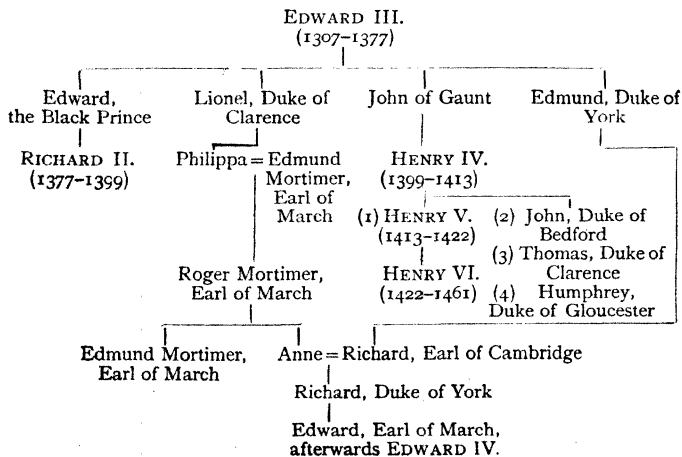 EDWARD III.
(1307–1377)
Edward,
the Black Prince
RICHARD II.
(1377–1399)
Lionel, Duke of
Clarence
Philippa = Edmund
Mortimer,
Earl of
March
John of Gaunt
HENRY IV.
(1399–1413)
(1) HENRY V.
(1413–1422)
HENRY VI.
(1422–1461)
(2) John, Duke of
Bedford
(3) Thomas, Duke of
Clarence
(4) Humphrey,
Duke of Gloucester
Edmund, Duke of
York
Roger Mortimer,
Earl of March
Edmund Mortimer,
Earl of March
Anne = Richard, Earl of Cambridge
Richard, Duke of York
Edward, Earl of March,
afterwards EDWARD IV.